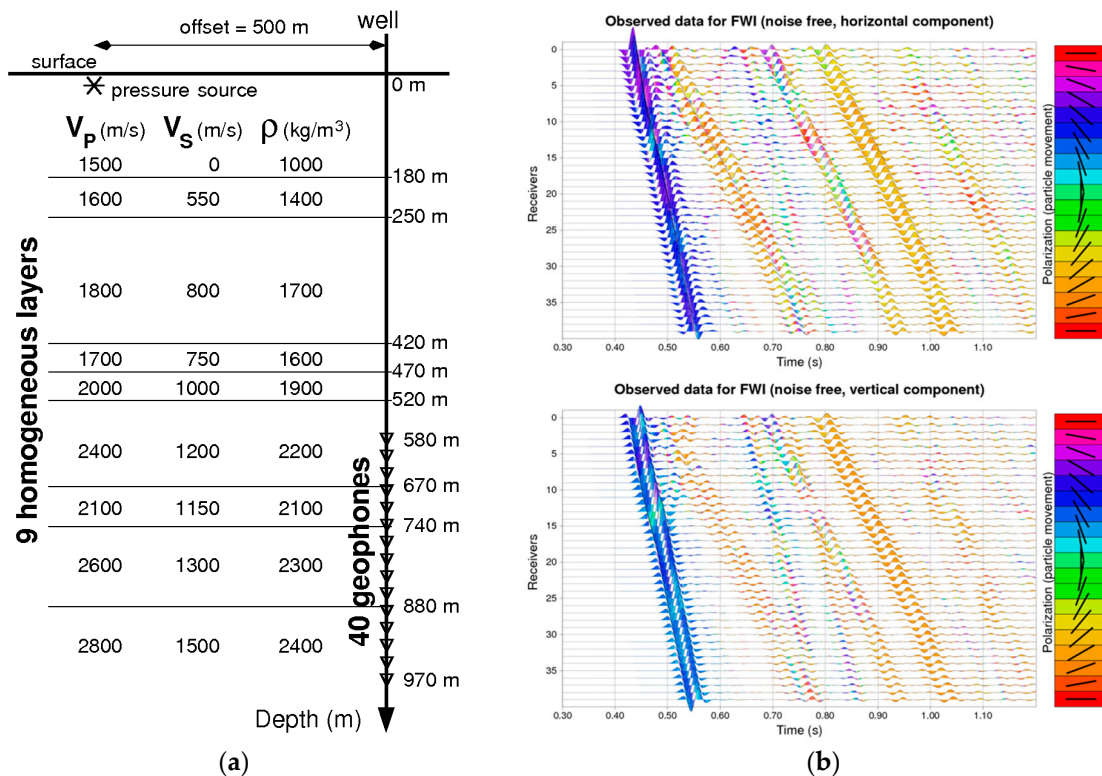 well
offset = 500 m
surface
0 m
pressure source
VP (m/s) VS (m/s) ρ (kg/m³)
1500 0 1000
180 m
1600 550 1400
250 m
1800 800 1700
420 m
1700 750 1600
470 m
2000 1000 1900
520 m
580 m
2400 1200 2200
670 m
2100 1150 2100
740 m
2600 1300 2300
880 m
2800 1500 2400
970 m
Depth (m)
9 homogeneous layers
40 geophones
(a)
Observed data for FWI (noise free, horizontal component)
Receivers
0
5
10
15
20
25
30
35
0.30 0.40 0.50 0.60 0.70 0.80 0.90 1.00 1.10
Time (s)
Polarization (particle movement)
Observed data for FWI (noise free, vertical component)
Receivers
0
5
10
15
20
25
30
35
0.30 0.40 0.50 0.60 0.70 0.80 0.90 1.00 1.10
Time (s)
Polarization (particle movement)
(b)